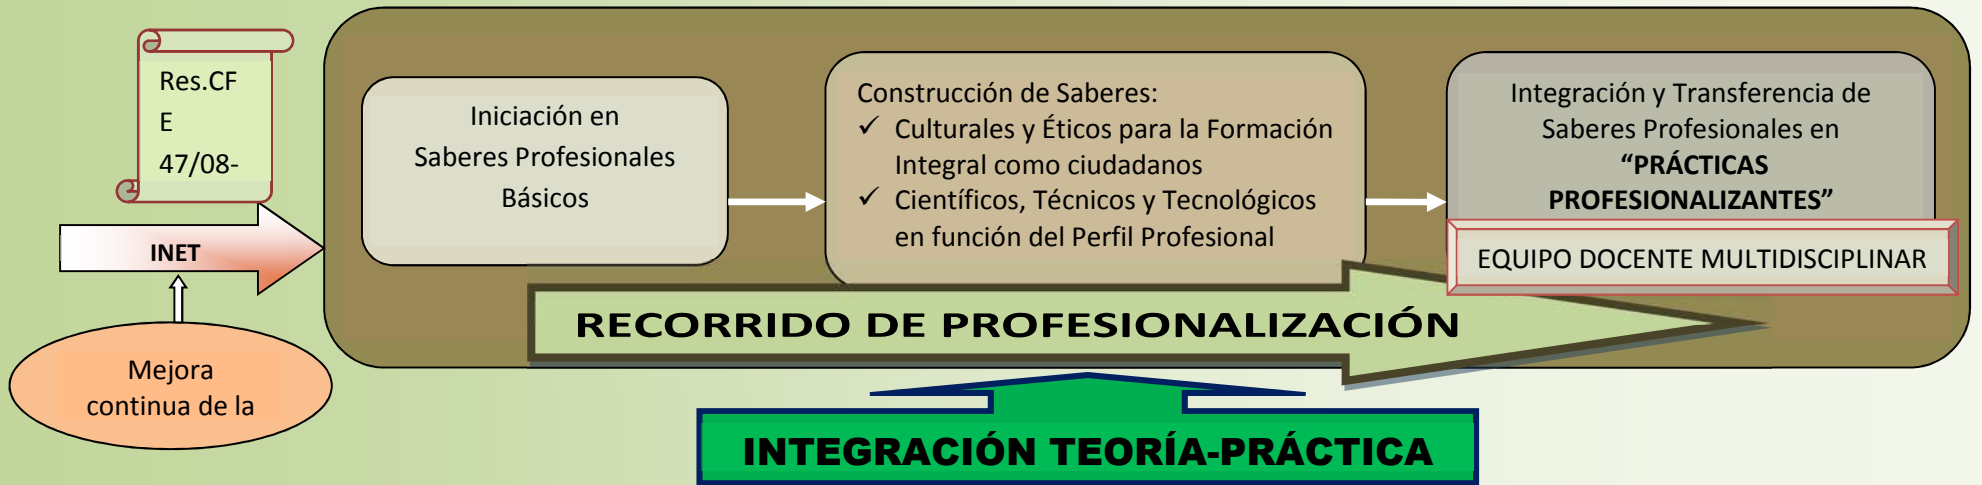 Res.CF
E
47/08-
INET
Mejora
continua de la
Iniciación en
Saberes Profesionales
Básicos
Construcción de Saberes:
✓ Culturales y Éticos para la Formación
Integral como ciudadanos
✓ Científicos, Técnicos y Tecnológicos
en función del Perfil Profesional
Integración y Transferencia de
Saberes Profesionales en
“PRÁCTICAS
PROFESIONALIZANTES”
EQUIPO DOCENTE MULTIDISCIPLINAR
RECORRIDO DE PROFESIONALIZACIÓN
INTEGRACIÓN TEORÍA-PRÁCTICA